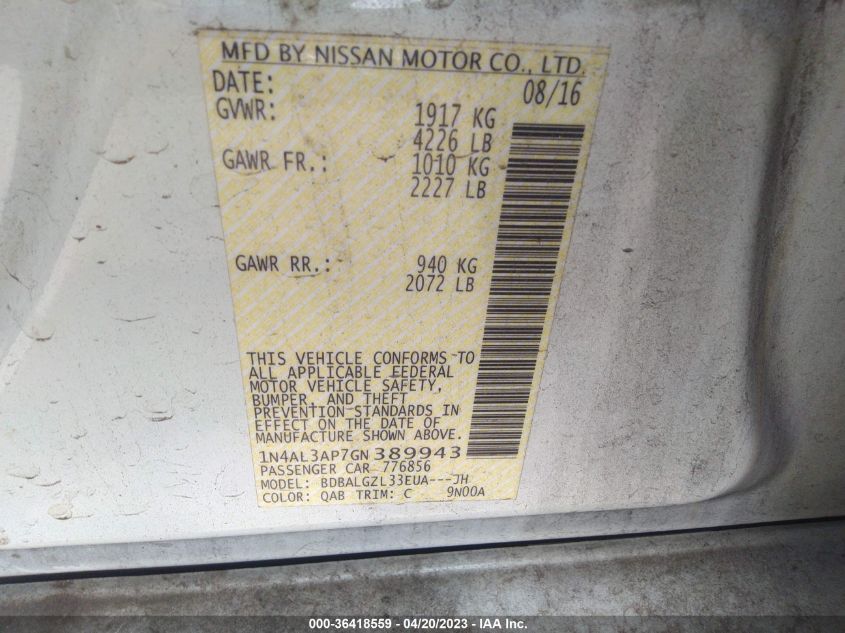 MFD BY NISSAN MOTOR CO., LTD.
DATE: 08/16
GVWR: 1917 KG
4226 LB
GAWR FR.: 1010 KG
2227 LB
GAWR RR.: 940 KG
2072 LB
THIS VEHICLE CONFORMS TO
ALL APPLICABLE FEDERAL
MOTOR VEHICLE SAFETY,
BUMPER, AND THEFT
PREVENTION STANDARDS IN
EFFECT ON THE DATE OF
MANUFACTURE SHOWN ABOVE.
1N4AL3AP7GN 389943
PASSENGER CAR 776856
MODEL: BDBALGZL33EUA---JH
COLOR: QAB TRIM: C 9N00A
000-36418559 - 04/20/2023 - IAA Inc.